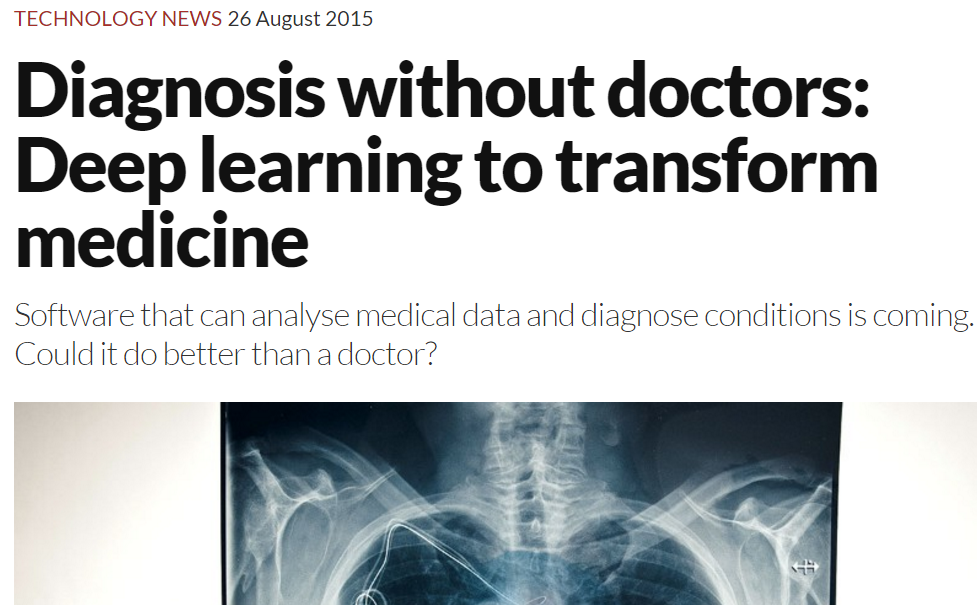 TECHNOLOGY NEWS 26 August 2015
Diagnosis without doctors:
Deep learning to transform
medicine
Software that can analyse medical data and diagnose conditions is coming.
Could it do better than a doctor?